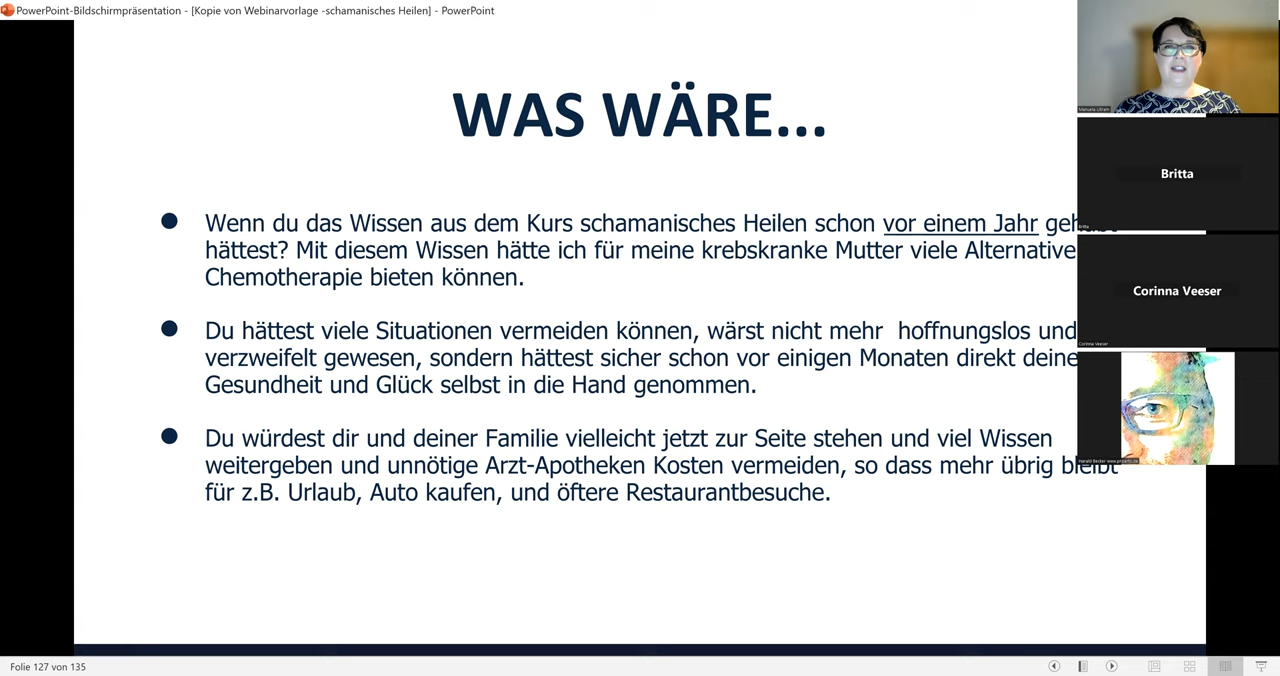 PowerPoint-Bildschirmpräsentation - [Kopie von Webinarvorlage -schamanisches Heilen] - PowerPoint
WAS WÄRE...
Wenn du das Wissen aus dem Kurs schamanisches Heilen schon vor einem Jahr
hättest? Mit diesem Wissen hätte ich für meine krebskranke Mutter viele Alternative
Chemotherapie bieten können.
Du hättest viele Situationen vermeiden können, wärst nicht mehr hoffnungslos und
verzweifelt gewesen, sondern hättest sicher schon vor einigen Monaten direkt deine
Gesundheit und Glück selbst in die Hand genommen.
Du würdest dir und deiner Familie vielleicht jetzt zur Seite stehen und viel Wissen
weitergeben und unnötige Arzt-Apotheken Kosten vermeiden, so dass mehr übrig bleibt
für z.B. Urlaub, Auto kaufen, und öftere Restaurantbesuche.
Britta
Britta
Corinna Veeser
Corinna Veeser
Folie 127 von 135